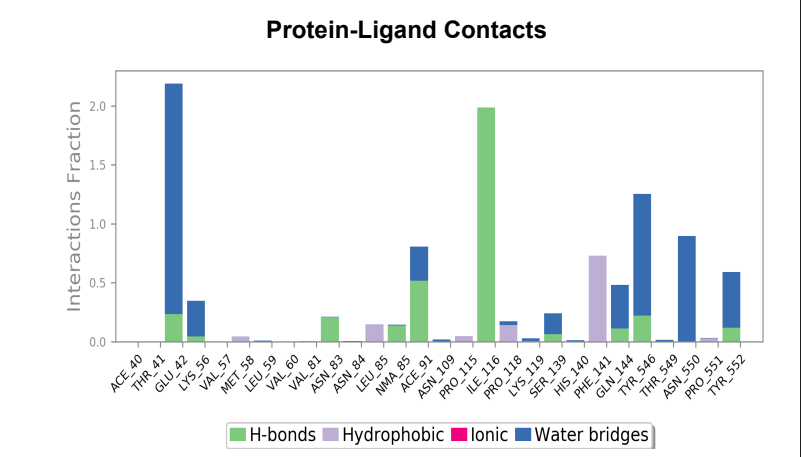 Protein-Ligand Contacts
Interactions Fraction
2.0
1.5
1.0
0.5
0.0
ACE_40
THR_41
GLU_42
LYS_56
VAL_57
MET_58
LEU_59
VAL_60
VAL_81
ASN_83
ASN_84
LEU_85
NMA_85
ACE_91
ASN_109
PRO_115
ILE_116
PRO_118
LYS_119
SER_139
HIS_140
PHE_141
GLN_144
TYR_546
THR_549
ASN_550
PRO_551
TYR_552
H-bonds Hydrophobic Ionic Water bridges